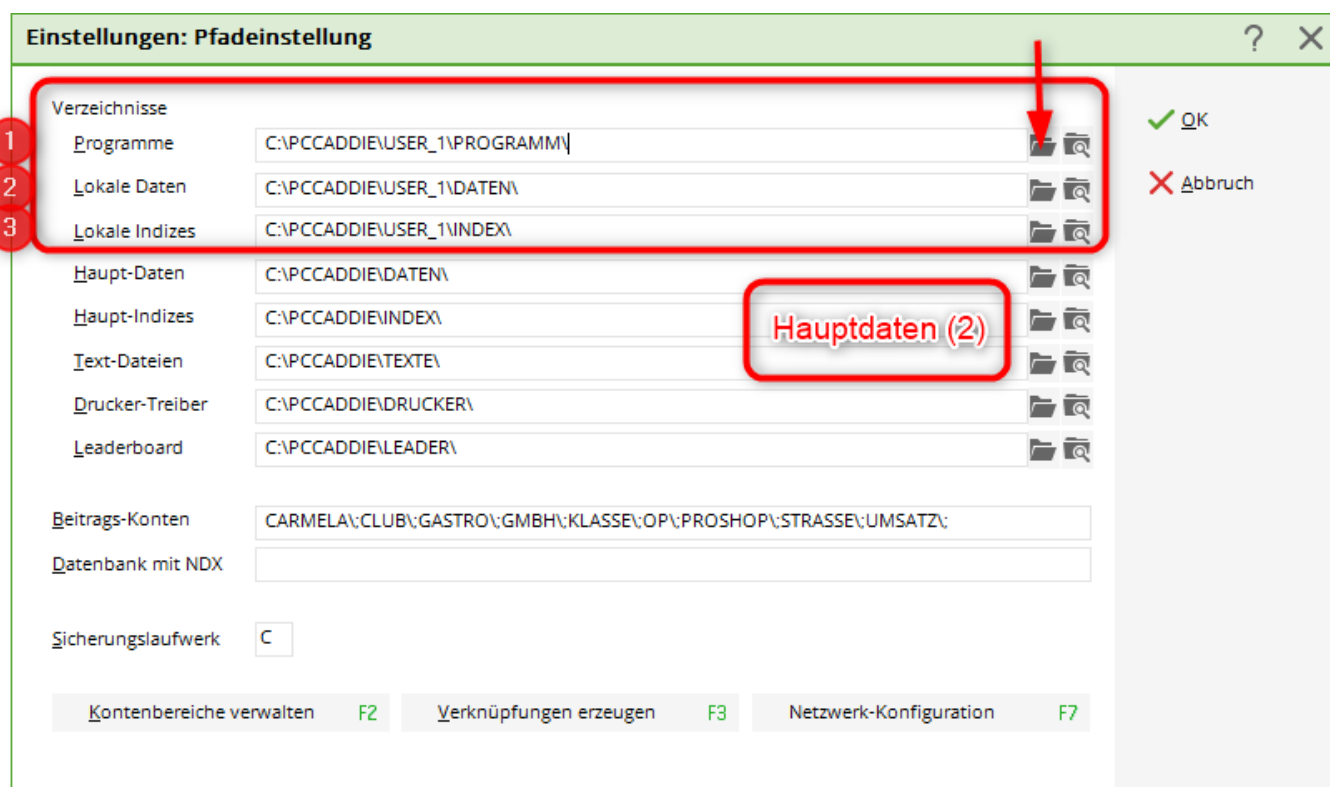 Einstellungen: Pfadeinstellung ?
Verzeichnisse
OK
1 Programme C:\PCCADDIE\USER_1\PROGRAMM\
2 Lokale Daten C:\PCCADDIE\USER_1\DATEN\ Abbruch
3 Lokale Indizes C:\PCCADDIE\USER_1\INDEX\
Haupt-Daten C:\PCCADDIE\DATEN\
Haupt-Indizes C:\PCCADDIE\INDEX\
Hauptdaten (2)
Text-Dateien C:\PCCADDIE\TEXTE\
Drucker-Treiber C:\PCCADDIE\DRUCKER\
Leaderboard C:\PCCADDIE\LEADER\
Beitrags-Konten CARMELA\;CLUB\;GASTRO\;GMBH\;KLASSE\;OP\;PROSHOP\;STRASSE\;UMSATZ\;
Datenbank mit NDX
Sicherungslaufwerk C
Kontenbereiche verwalten F2 Verknüpfungen erzeugen F3 Netzwerk-Konfiguration F7